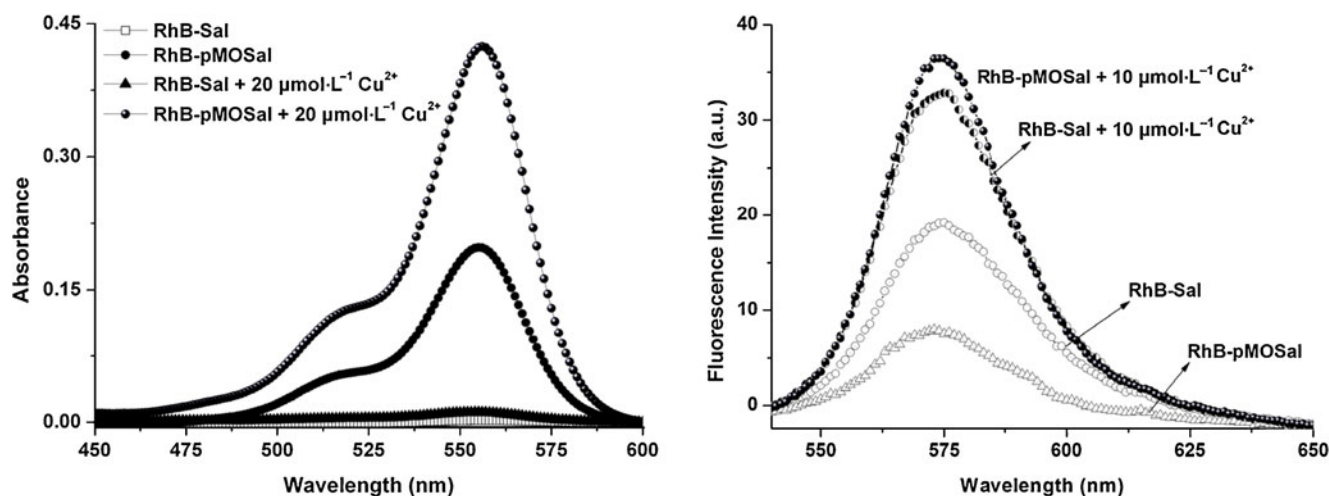 0.45
0.30
0.15
0.00
Absorbance
RhB-Sal
RhB-pMOSal
RhB-Sal + 20 μmol·L⁻¹ Cu²⁺
RhB-pMOSal + 20 μmol·L⁻¹ Cu²⁺
450 475 500 525 550 575 600
Wavelength (nm)
40
30
20
10
0
Fluorescence Intensity (a.u.)
RhB-pMOSal + 10 μmol·L⁻¹ Cu²⁺
RhB-Sal + 10 μmol·L⁻¹ Cu²⁺
RhB-Sal
RhB-pMOSal
550 575 600 625 650
Wavelength (nm)